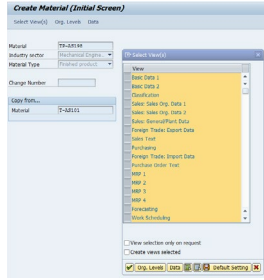 Create Material (Initial Screen)
Select View(s) Org. Levels Data
Material
Industry sector Mechanical Engine..
Material Type Finished product
Change Number
Copy from...
Material T-AS101
Select View(s)
View
Basic Data 1
Basic Data 2
Classification
Sales: Sales Org. Data 1
Sales: Sales Org. Data 2
Sales: General/Plant Data
Foreign Trade: Export Data
Sales Text
Purchasing
Foreign Trade: Import Data
Purchase Order Text
MRP 1
MRP 2
MRP 3
MRP 4
Forecasting
Work Scheduling
View selection only on request
Create views selected
Org. Levels Data Default Setting